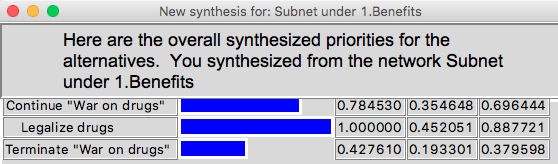 New synthesis for: Subnet under 1.Benefits
Here are the overall synthesized priorities for the
alternatives. You synthesized from the network Subnet
under 1.Benefits
Continue "War on drugs" 0.784530 0.354648 0.696444
Legalize drugs 1.000000 0.452051 0.887721
Terminate "War on drugs" 0.427610 0.193301 0.379598